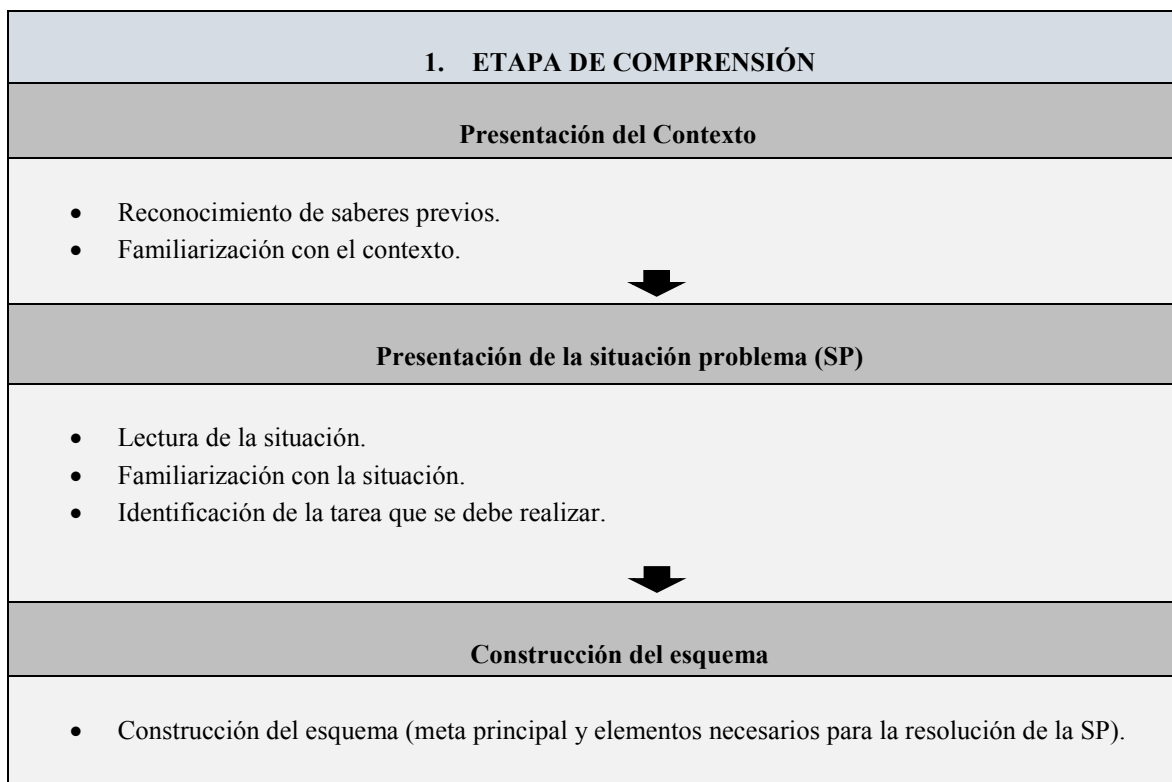 1. ETAPA DE COMPRENSIÓN
Presentación del Contexto
• Reconocimiento de saberes previos.
• Familiarización con el contexto.
Presentación de la situación problema (SP)
• Lectura de la situación.
• Familiarización con la situación.
• Identificación de la tarea que se debe realizar.
Construcción del esquema
• Construcción del esquema (meta principal y elementos necesarios para la resolución de la SP).